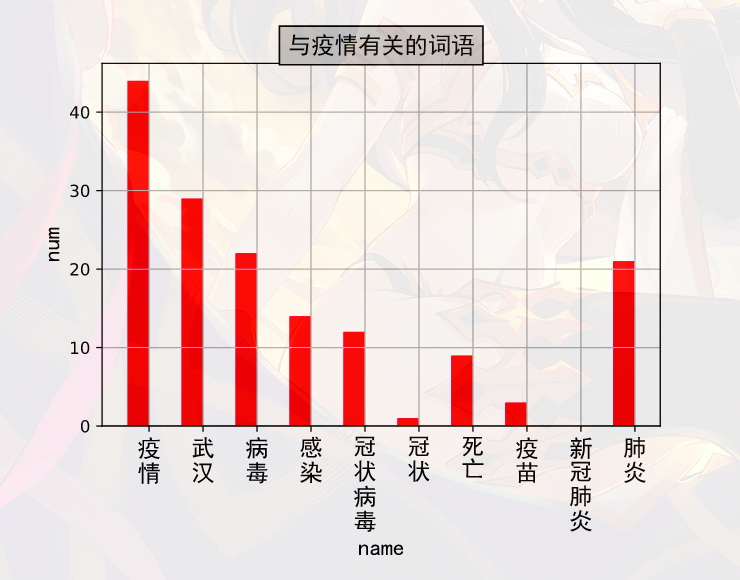 与疫情有关的词语
num
40
30
20
10
0
疫情
武汉
病毒
感染
冠状病毒
冠状
死亡
疫苗
新冠肺炎
肺炎
name